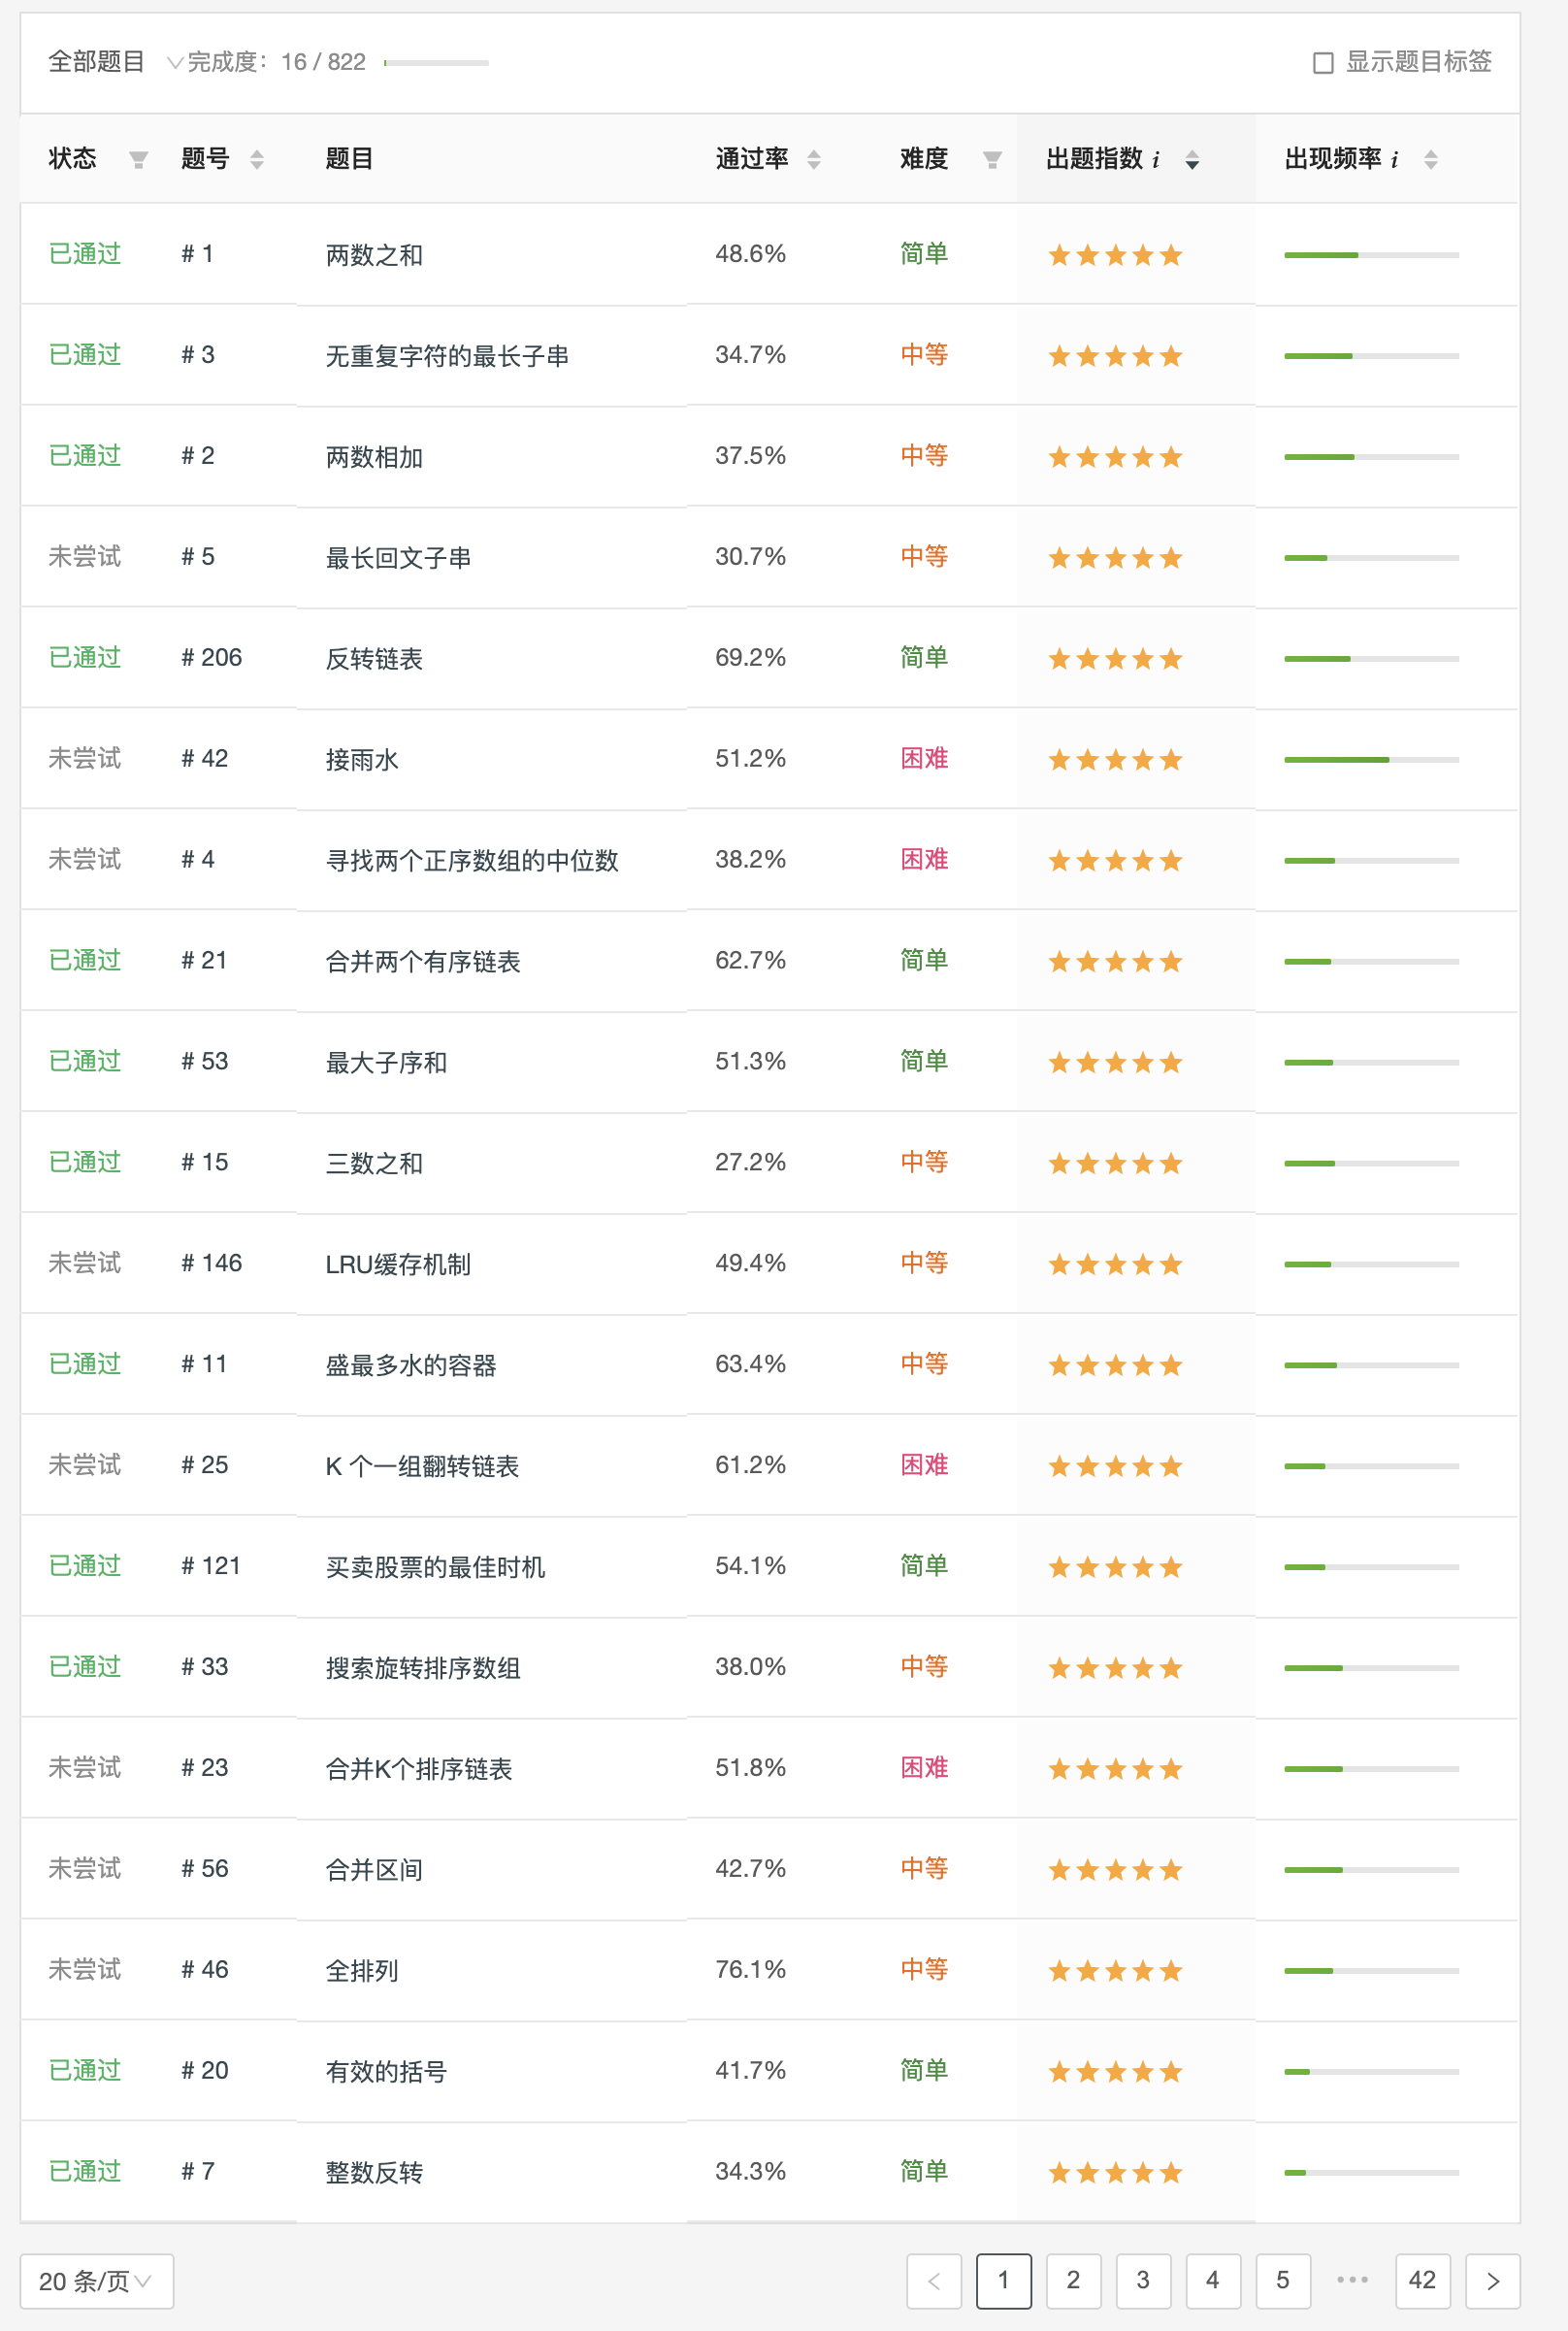 全部题目 完成度: 16 / 822 显示题目标签
状态 题号 题目 通过率 难度 出题指数 i 出现频率 i
已通过 # 1 两数之和 48.6% 简单
已通过 # 3 无重复字符的最长子串 34.7% 中等
已通过 # 2 两数相加 37.5% 中等
未尝试 # 5 最长回文子串 30.7% 中等
已通过 # 206 反转链表 69.2% 简单
未尝试 # 42 接雨水 51.2% 困难
未尝试 # 4 寻找两个正序数组的中位数 38.2% 困难
已通过 # 21 合并两个有序链表 62.7% 简单
已通过 # 53 最大子序和 51.3% 简单
已通过 # 15 三数之和 27.2% 中等
未尝试 # 146 LRU缓存机制 49.4% 中等
已通过 # 11 盛最多水的容器 63.4% 中等
未尝试 # 25 K 个一组翻转链表 61.2% 困难
已通过 # 121 买卖股票的最佳时机 54.1% 简单
已通过 # 33 搜索旋转排序数组 38.0% 中等
未尝试 # 23 合并K个排序链表 51.8% 困难
未尝试 # 56 合并区间 42.7% 中等
未尝试 # 46 全排列 76.1% 中等
已通过 # 20 有效的括号 41.7% 简单
已通过 # 7 整数反转 34.3% 简单
20 条/页 1 2 3 4 5 ••• 42